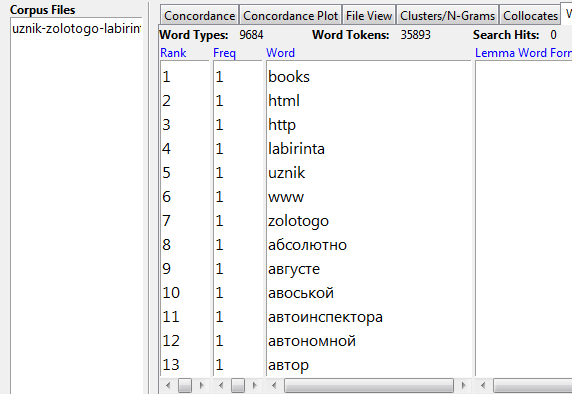 Corpus Files
uznik-zolotogo-labirin
Concordance Concordance Plot File View Clusters/N-Grams Collocates
Word Types: 9684 Word Tokens: 35893 Search Hits: 0
Rank Freq Word Lemma Word Form
1 1 books
2 1 html
3 1 http
4 1 labirinta
5 1 uznik
6 1 www
7 1 zolotogo
8 1 абсолютно
9 1 августе
10 1 авоськой
11 1 автоинспектора
12 1 автономной
13 1 автор